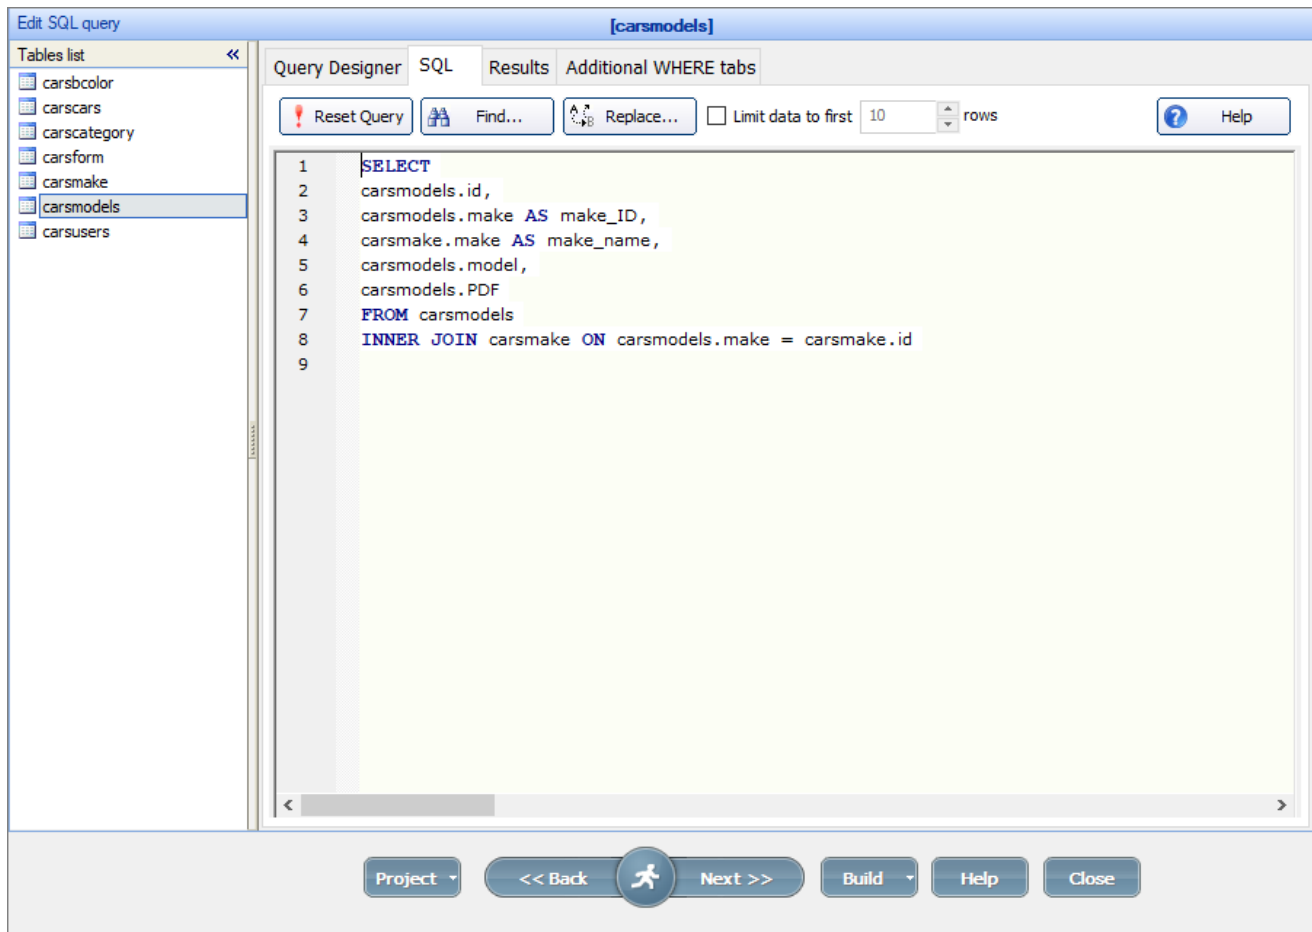 Edit SQL query
[carsmodels]
Tables list
carsbcolor
carscars
carscategory
carsform
carsmake
carsmodels
carsusers
Query Designer SQL Results Additional WHERE tabs
Reset Query Find... Replace... Limit data to first 10 rows Help
1 SELECT
2 carsmodels.id,
3 carsmodels.make AS make_ID,
4 carsmake.make AS make_name,
5 carsmodels.model,
6 carsmodels.PDF
7 FROM carsmodels
8 INNER JOIN carsmake ON carsmodels.make = carsmake.id
9
Project << Back Next >> Build Help Close